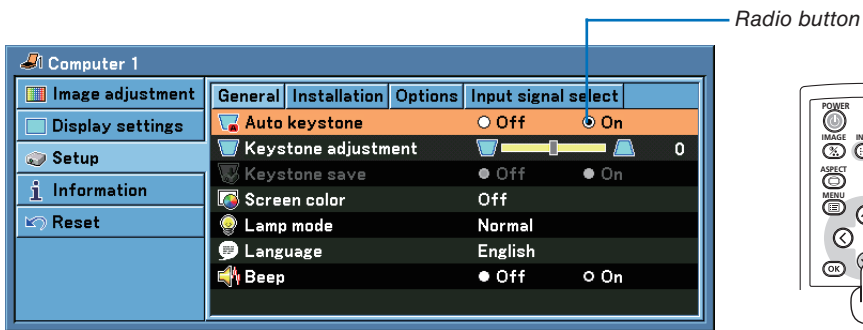 Radio button
Computer 1
Image adjustment
Display settings
Setup
Information
Reset
General Installation Options Input signal select
Auto keystone Off On
Keystone adjustment 0
Keystone save Off On
Screen color Off
Lamp mode Normal
Language English
Beep Off On
POWER
IMAGE
ASPECT
MENU
OK